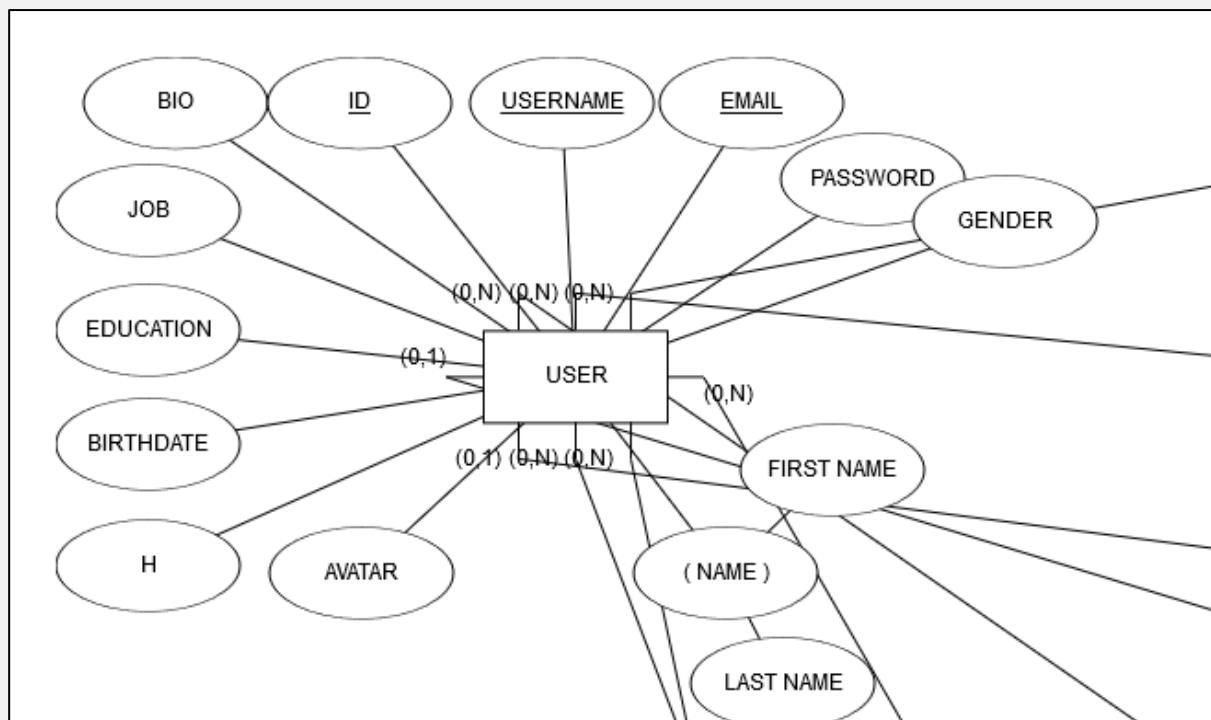 BIO
ID
USERNAME
EMAIL
PASSWORD
JOB
GENDER
(0,N) (0,N) (0,N)
EDUCATION
(0,1)
USER
(0,N)
BIRTHDATE
(0,1) (0,N) (0,N)
FIRST NAME
H
AVATAR
( NAME )
LAST NAME